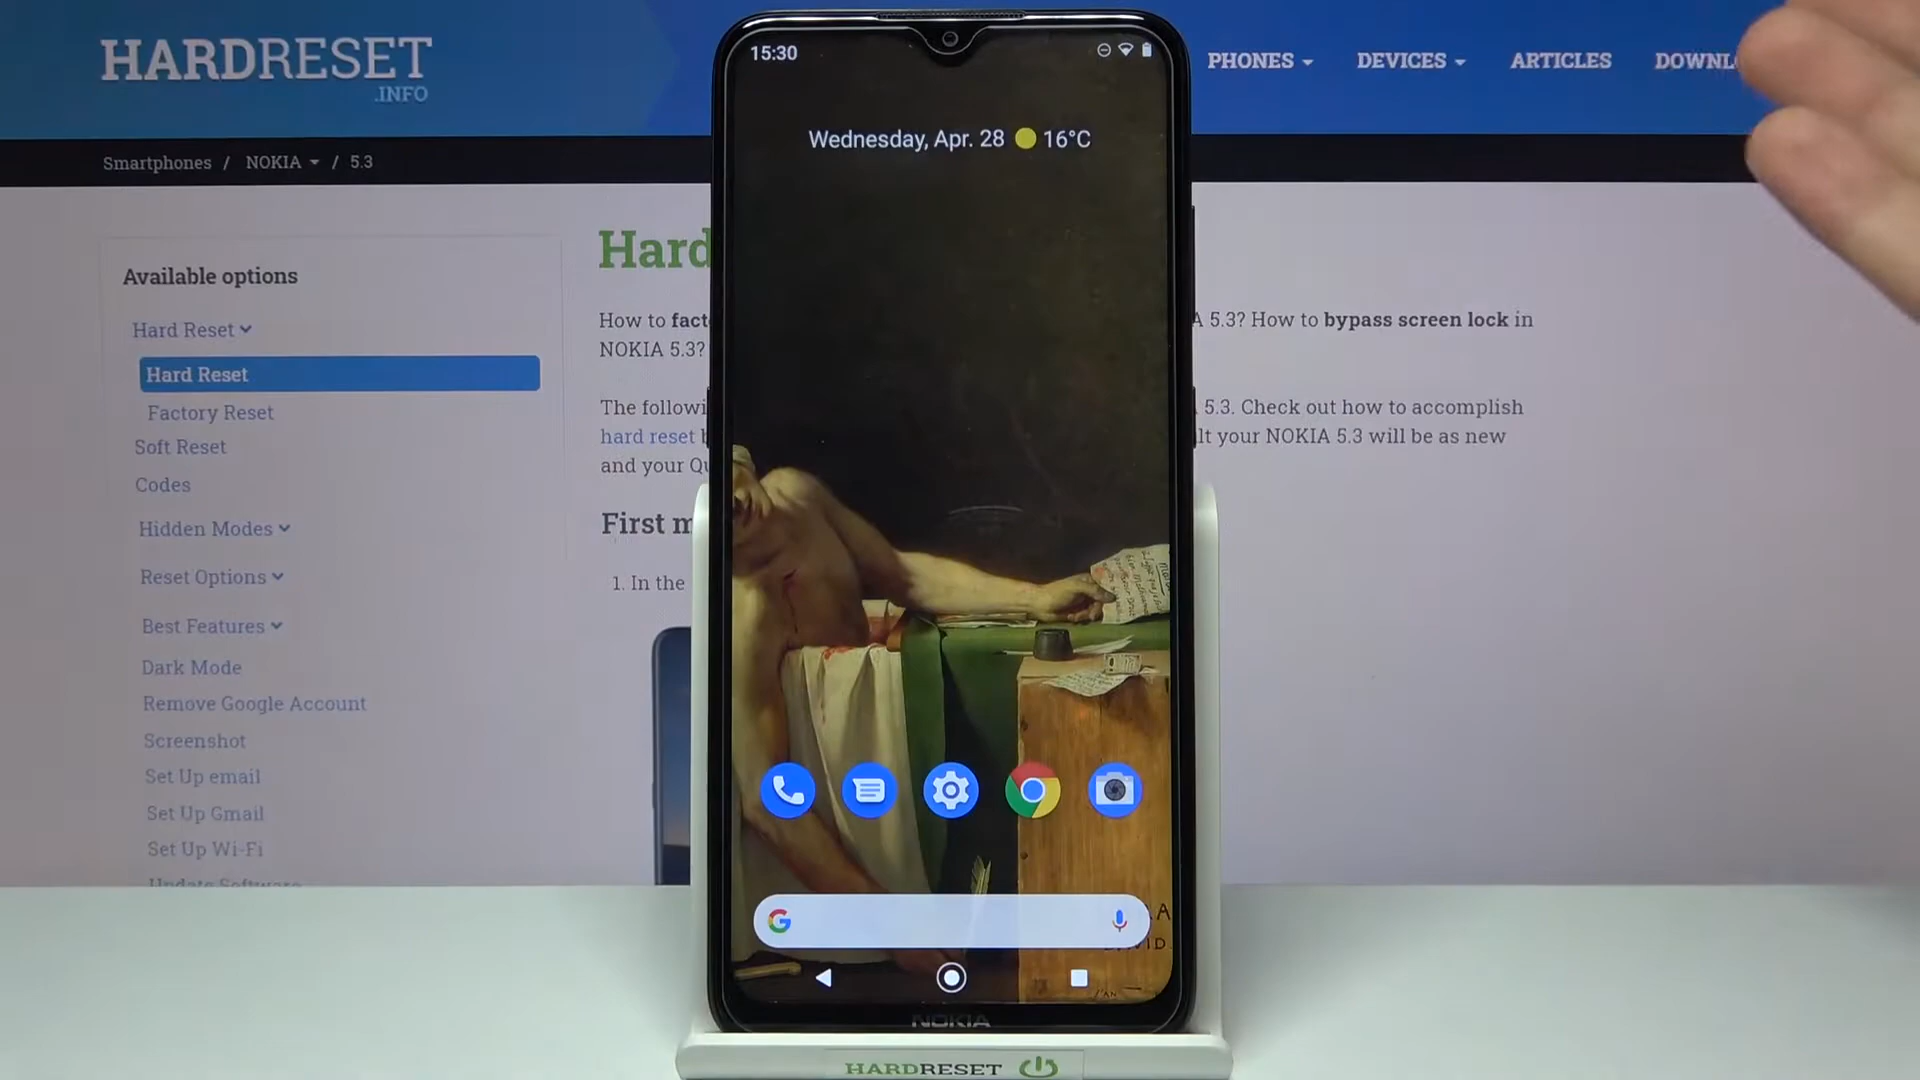 HARDRESET
.INFO
PHONES
DEVICES
ARTICLES
Smartphones / NOKIA / 5.3
Available options
Hard Reset
Hard Reset
Factory Reset
Soft Reset
Codes
Hidden Modes
Reset Options
Best Features
Dark Mode
Remove Google Account
Screenshot
Set Up email
Set Up Gmail
Set Up Wi-Fi
Update Software
Hard
How to fact
A 5.3? How to bypass screen lock in
NOKIA 5.3?
The followi
5.3. Check out how to accomplish
hard reset
lt your NOKIA 5.3 will be as new
and your Qu
First m
1. In the
15:30
Wednesday, Apr. 28 16°C
NOKIA
HARDRESET